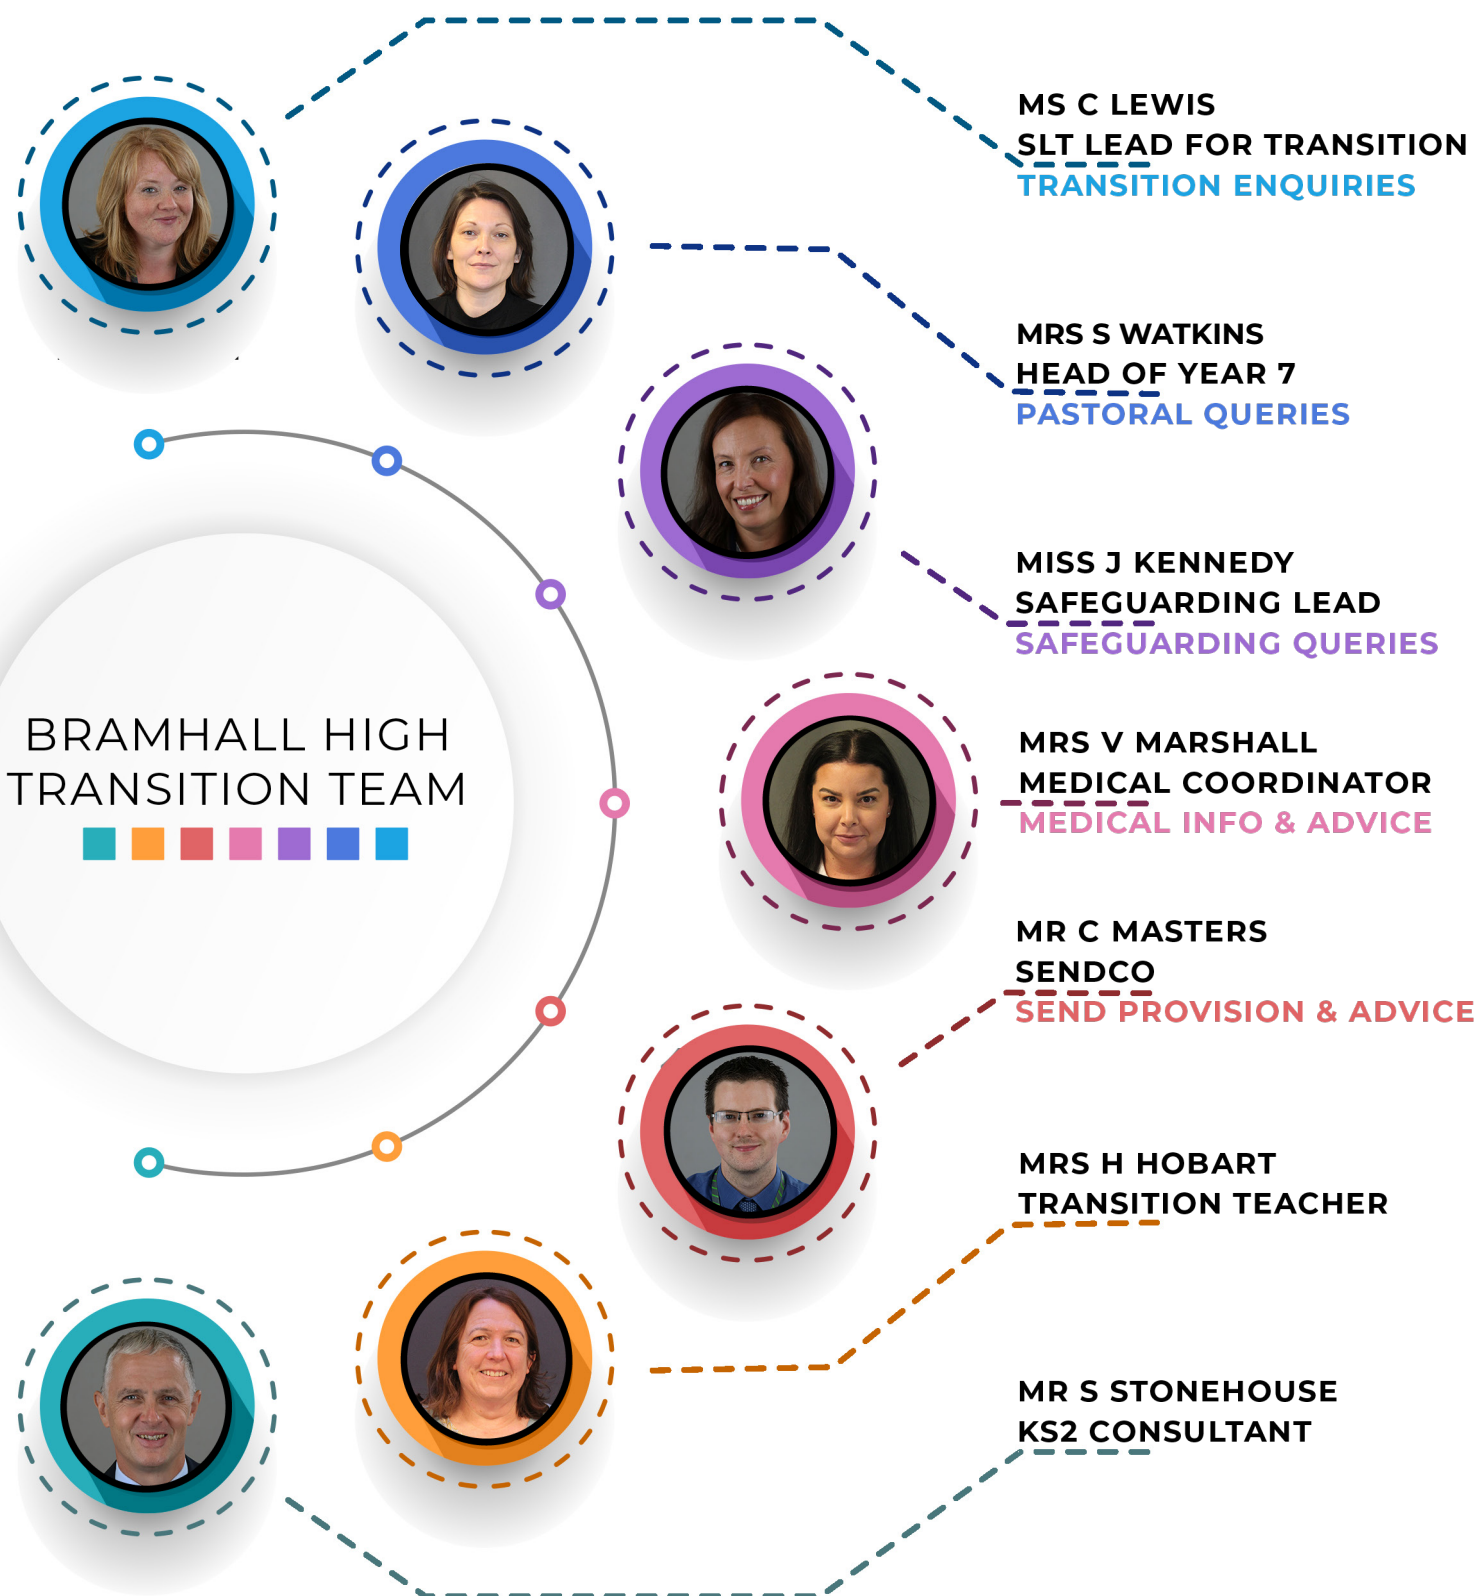 MS C LEWIS
SLT LEAD FOR TRANSITION
TRANSITION ENQUIRIES
MRS S WATKINS
HEAD OF YEAR 7
PASTORAL QUERIES
MISS J KENNEDY
SAFEGUARDING LEAD
SAFEGUARDING QUERIES
BRAMHALL HIGH
TRANSITION TEAM
MRS V MARSHALL
MEDICAL COORDINATOR
MEDICAL INFO & ADVICE
MR C MASTERS
SENDCO
SEND PROVISION & ADVICE
MRS H HOBART
TRANSITION TEACHER
MR S STONEHOUSE
KS2 CONSULTANT